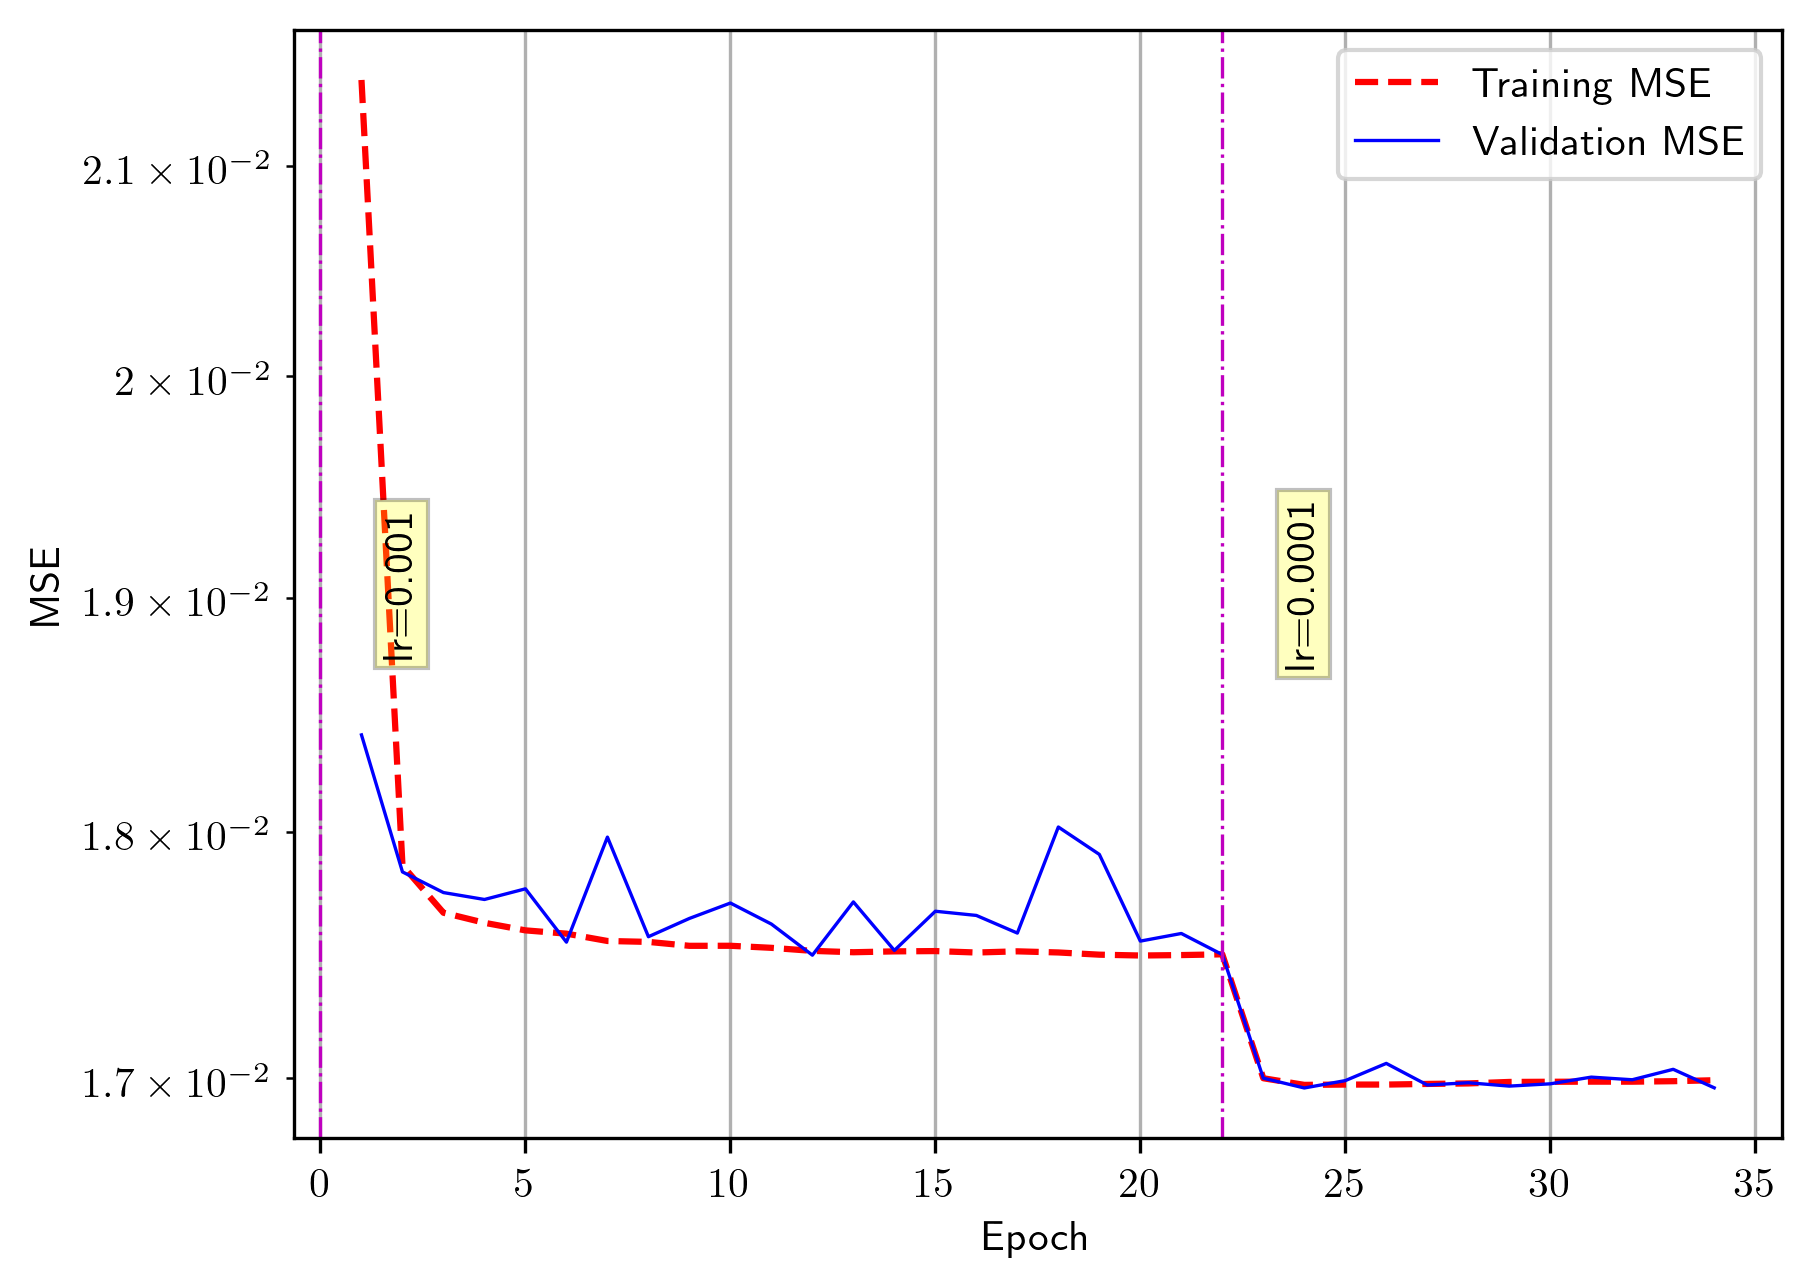 Training MSE
Validation MSE
2.1 × 10⁻²
2 × 10⁻²
1.9 × 10⁻²
1.8 × 10⁻²
1.7 × 10⁻²
MSE
lr=0.001
lr=0.0001
0 5 10 15 20 25 30 35
Epoch